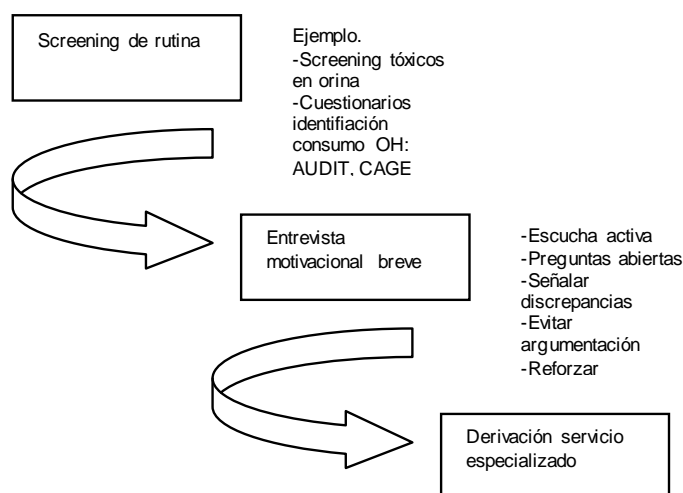 Screening de rutina
Ejemplo.
-Screening tóxicos
en orina
-Cuestionarios
identifiación
consumo OH:
AUDIT, CAGE
Entrevista
motivacional breve
-Escucha activa
-Preguntas abiertas
-Señalar
discrepancias
-Evitar
argumentación
-Reforzar
Derivación servicio
especializado